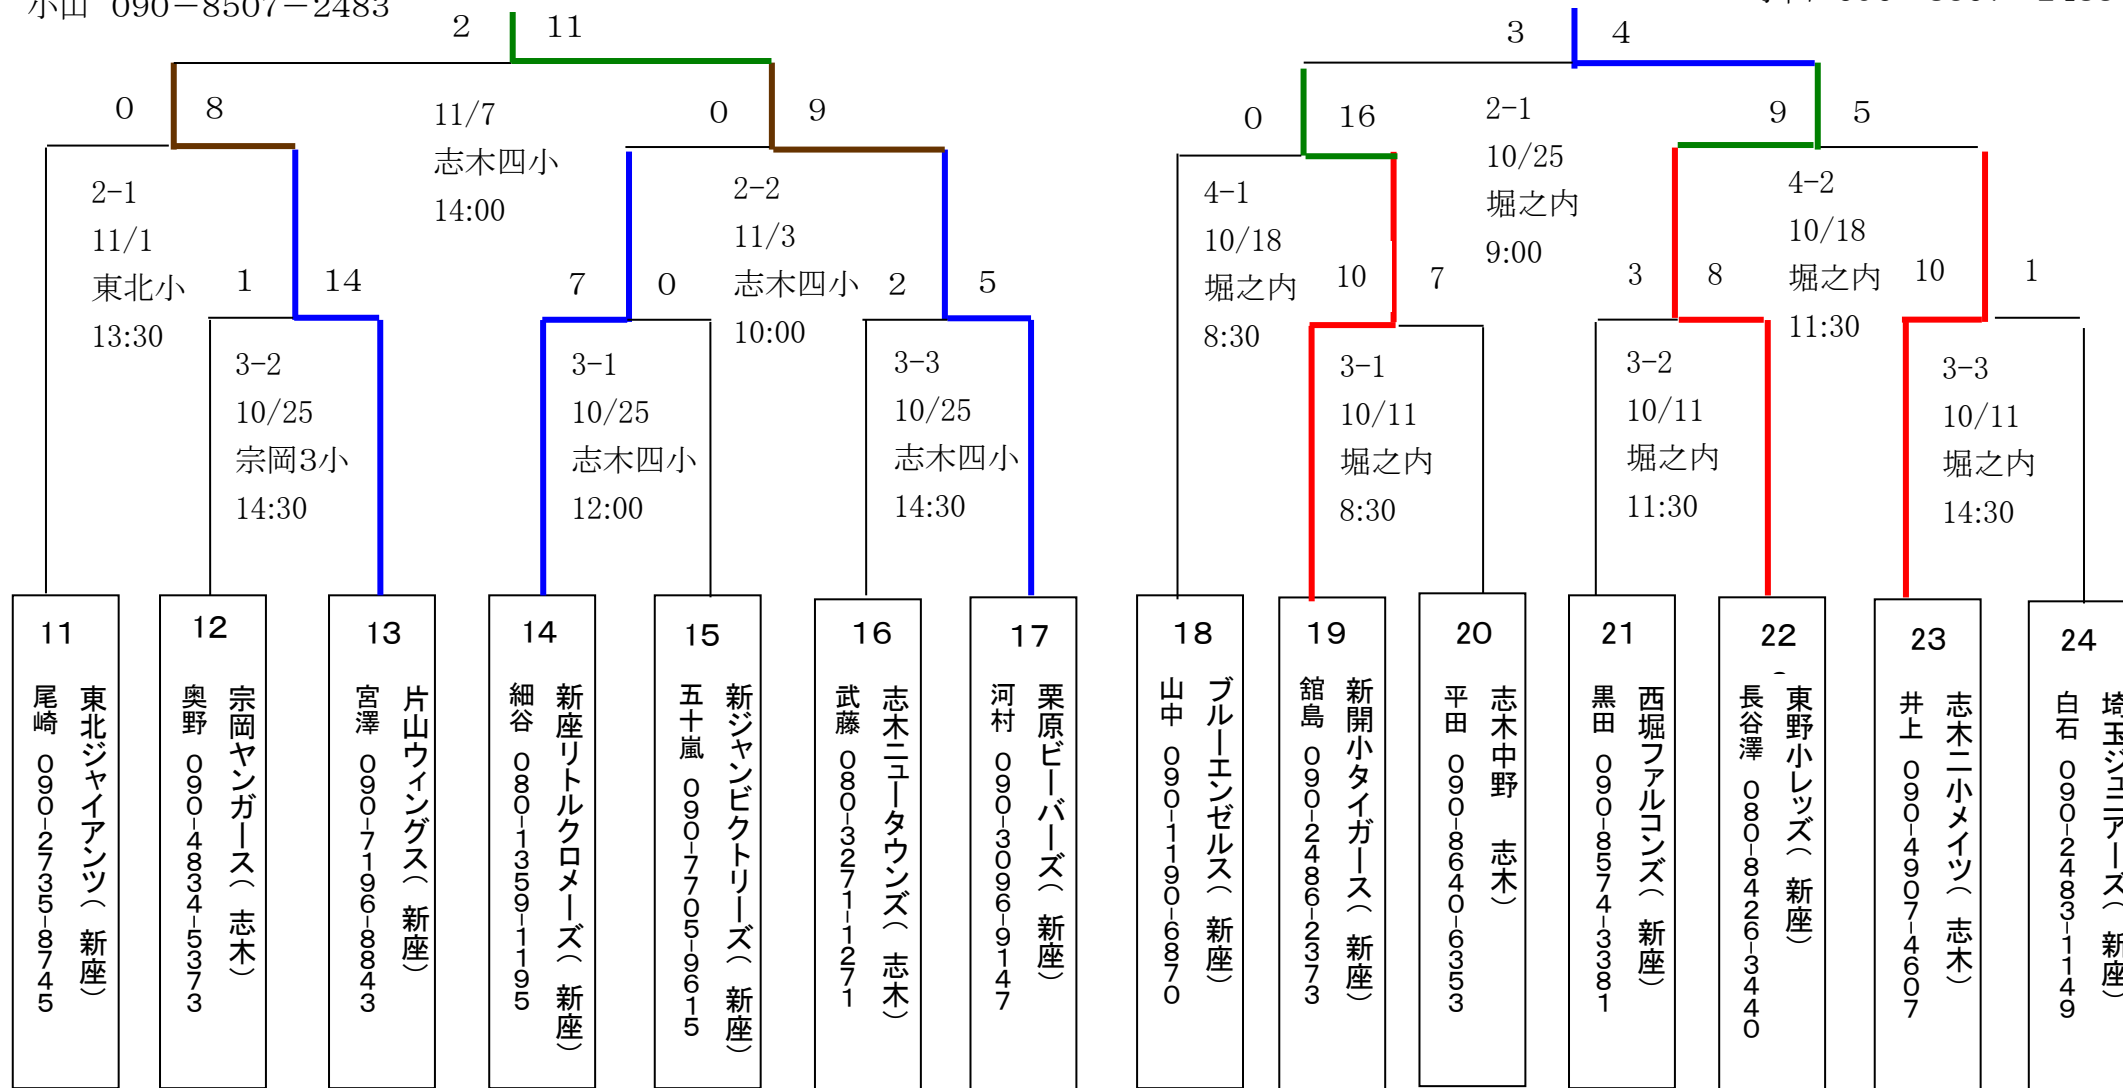 小山 090-8507-2483
2 11
3 4
0 8
11/7
志木四小
14:00
0 9
0 16
2-1
10/25
堀之内
9:00
9 5
2-1
11/1
東北小
13:30
2-2
11/3
志木四小
10:00
4-1
10/18
堀之内
8:30
4-2
10/18
堀之内
11:30
1 14
7 0
2 5
10 7
3 8
10 1
3-2
10/25
宗岡3小
14:30
3-1
10/25
志木四小
12:00
3-3
10/25
志木四小
14:30
3-1
10/11
堀之内
8:30
3-2
10/11
堀之内
11:30
3-3
10/11
堀之内
14:30
11
東北ジャイアンツ(新座)
尾崎 090-2735-8745
12
宗岡ヤンガース(志木)
奥野 090-4834-5373
13
片山ウィングス(新座)
宮澤 090-7196-8843
14
新座リトルクロメーズ(新座)
細谷 080-1359-1195
15
新ジャンビクトリーズ(新座)
五十嵐 090-7705-9615
16
志木ニュータウンズ(志木)
武藤 080-3271-1271
17
栗原ビーバーズ(新座)
河村 090-3096-9147
18
ブルーエンゼルス(新座)
山中 090-1190-6870
19
新開小タイガース(新座)
舘島 090-2486-2373
20
志木中野 志木)
平田 090-8640-6353
21
西堀ファルコンズ(新座)
黒田 090-8574-3381
22
東野小レッズ(新座)
長谷澤 080-8426-3440
23
志木二小メイツ(志木)
井上 090-4907-4607
24
埼玉ジュニアーズ(新座)
白石 090-2483-1149